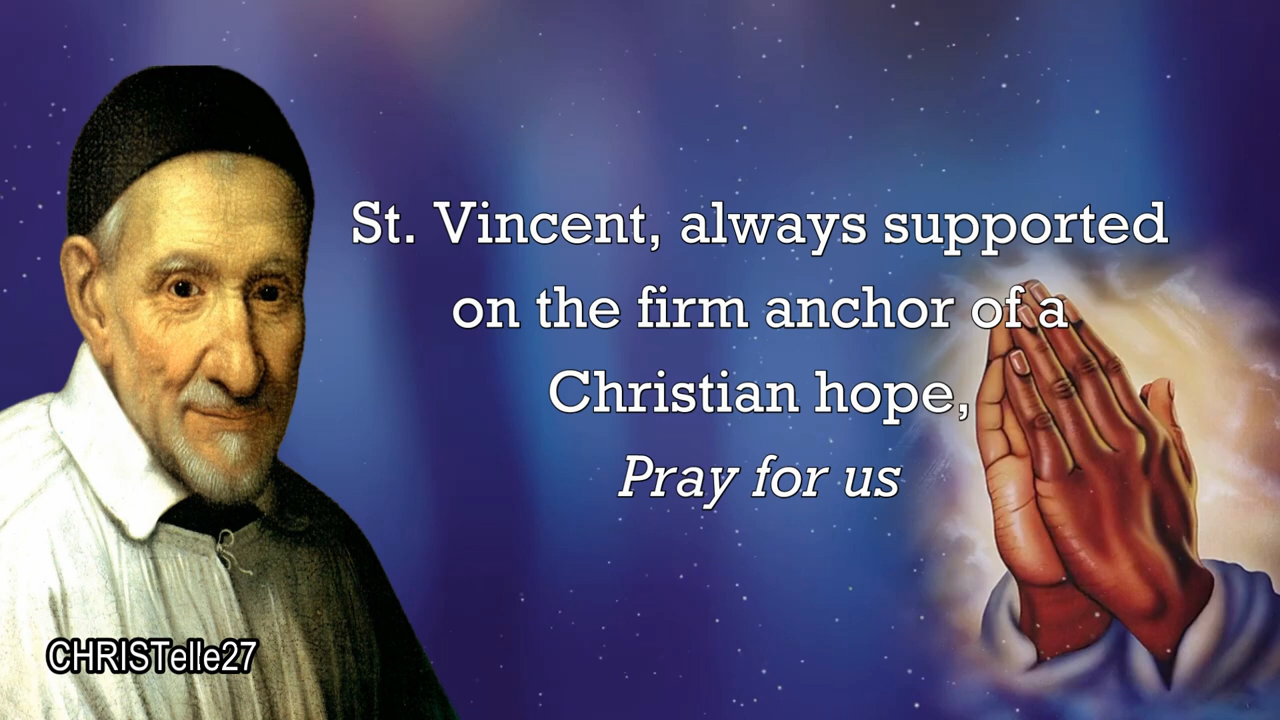 St. Vincent, always supported
on the firm anchor of a
Christian hope,
Pray for us
CHRISTelle27